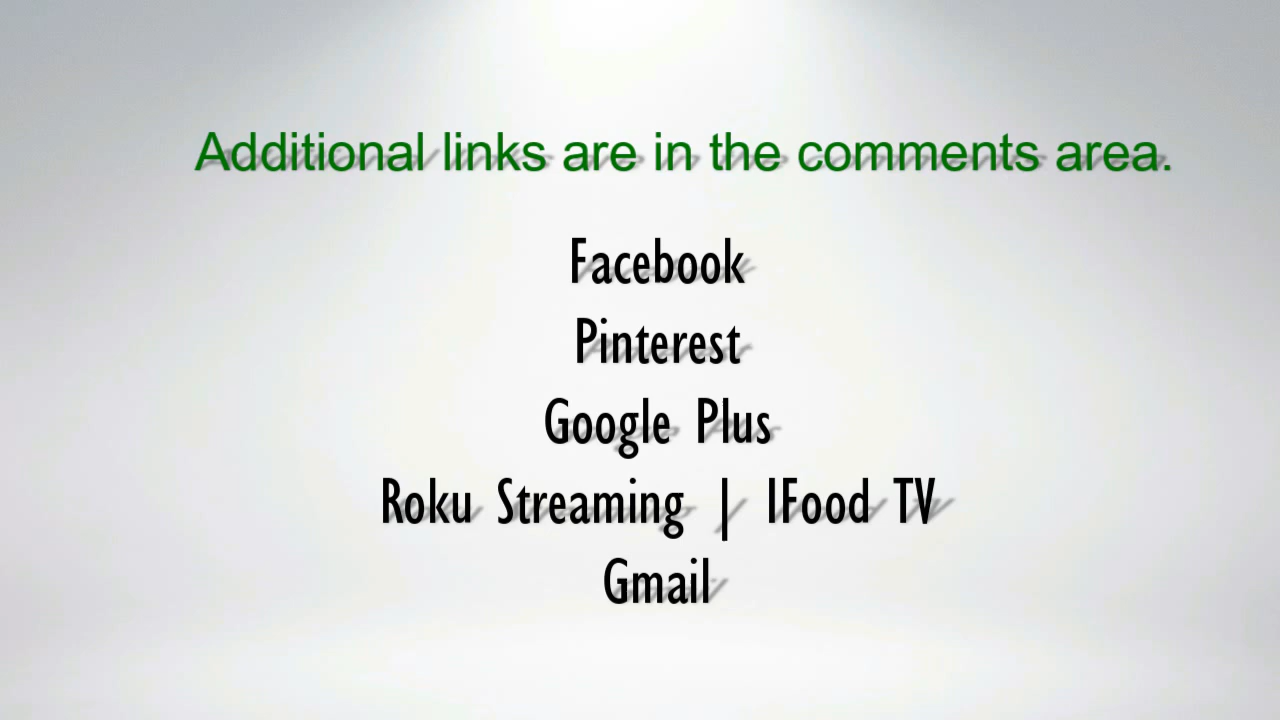 Additional links are in the comments area.
Facebook
Pinterest
Google Plus
Roku Streaming | IFood TV
Gmail